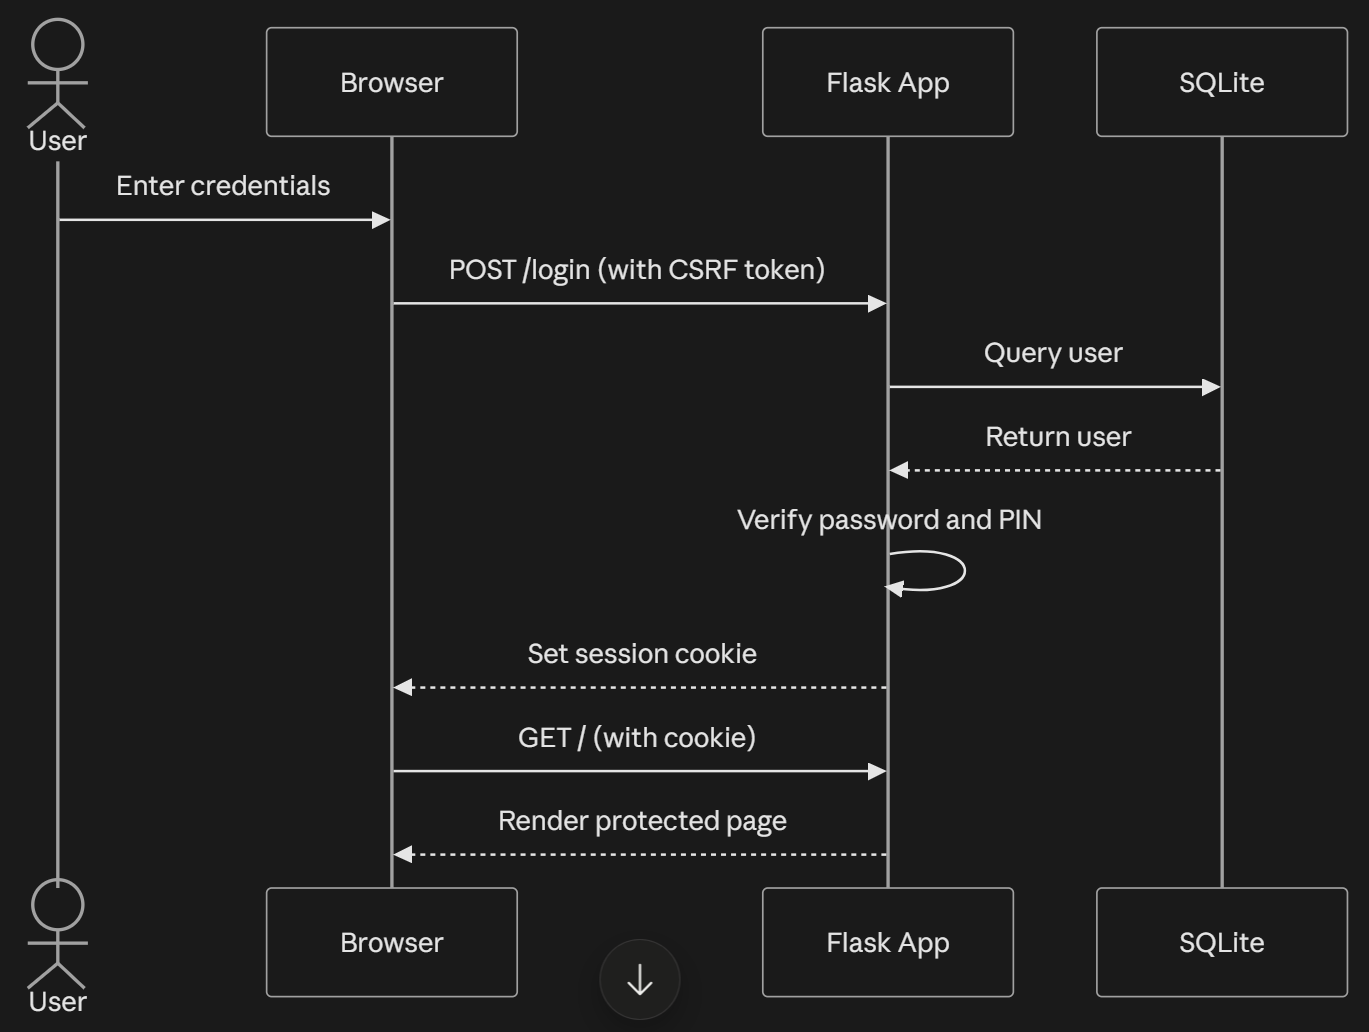 User
Browser
Flask App
SQLite
Enter credentials
POST /login (with CSRF token)
Query user
Return user
Verify password and PIN
Set session cookie
GET / (with cookie)
Render protected page
User
Browser
Flask App
SQLite